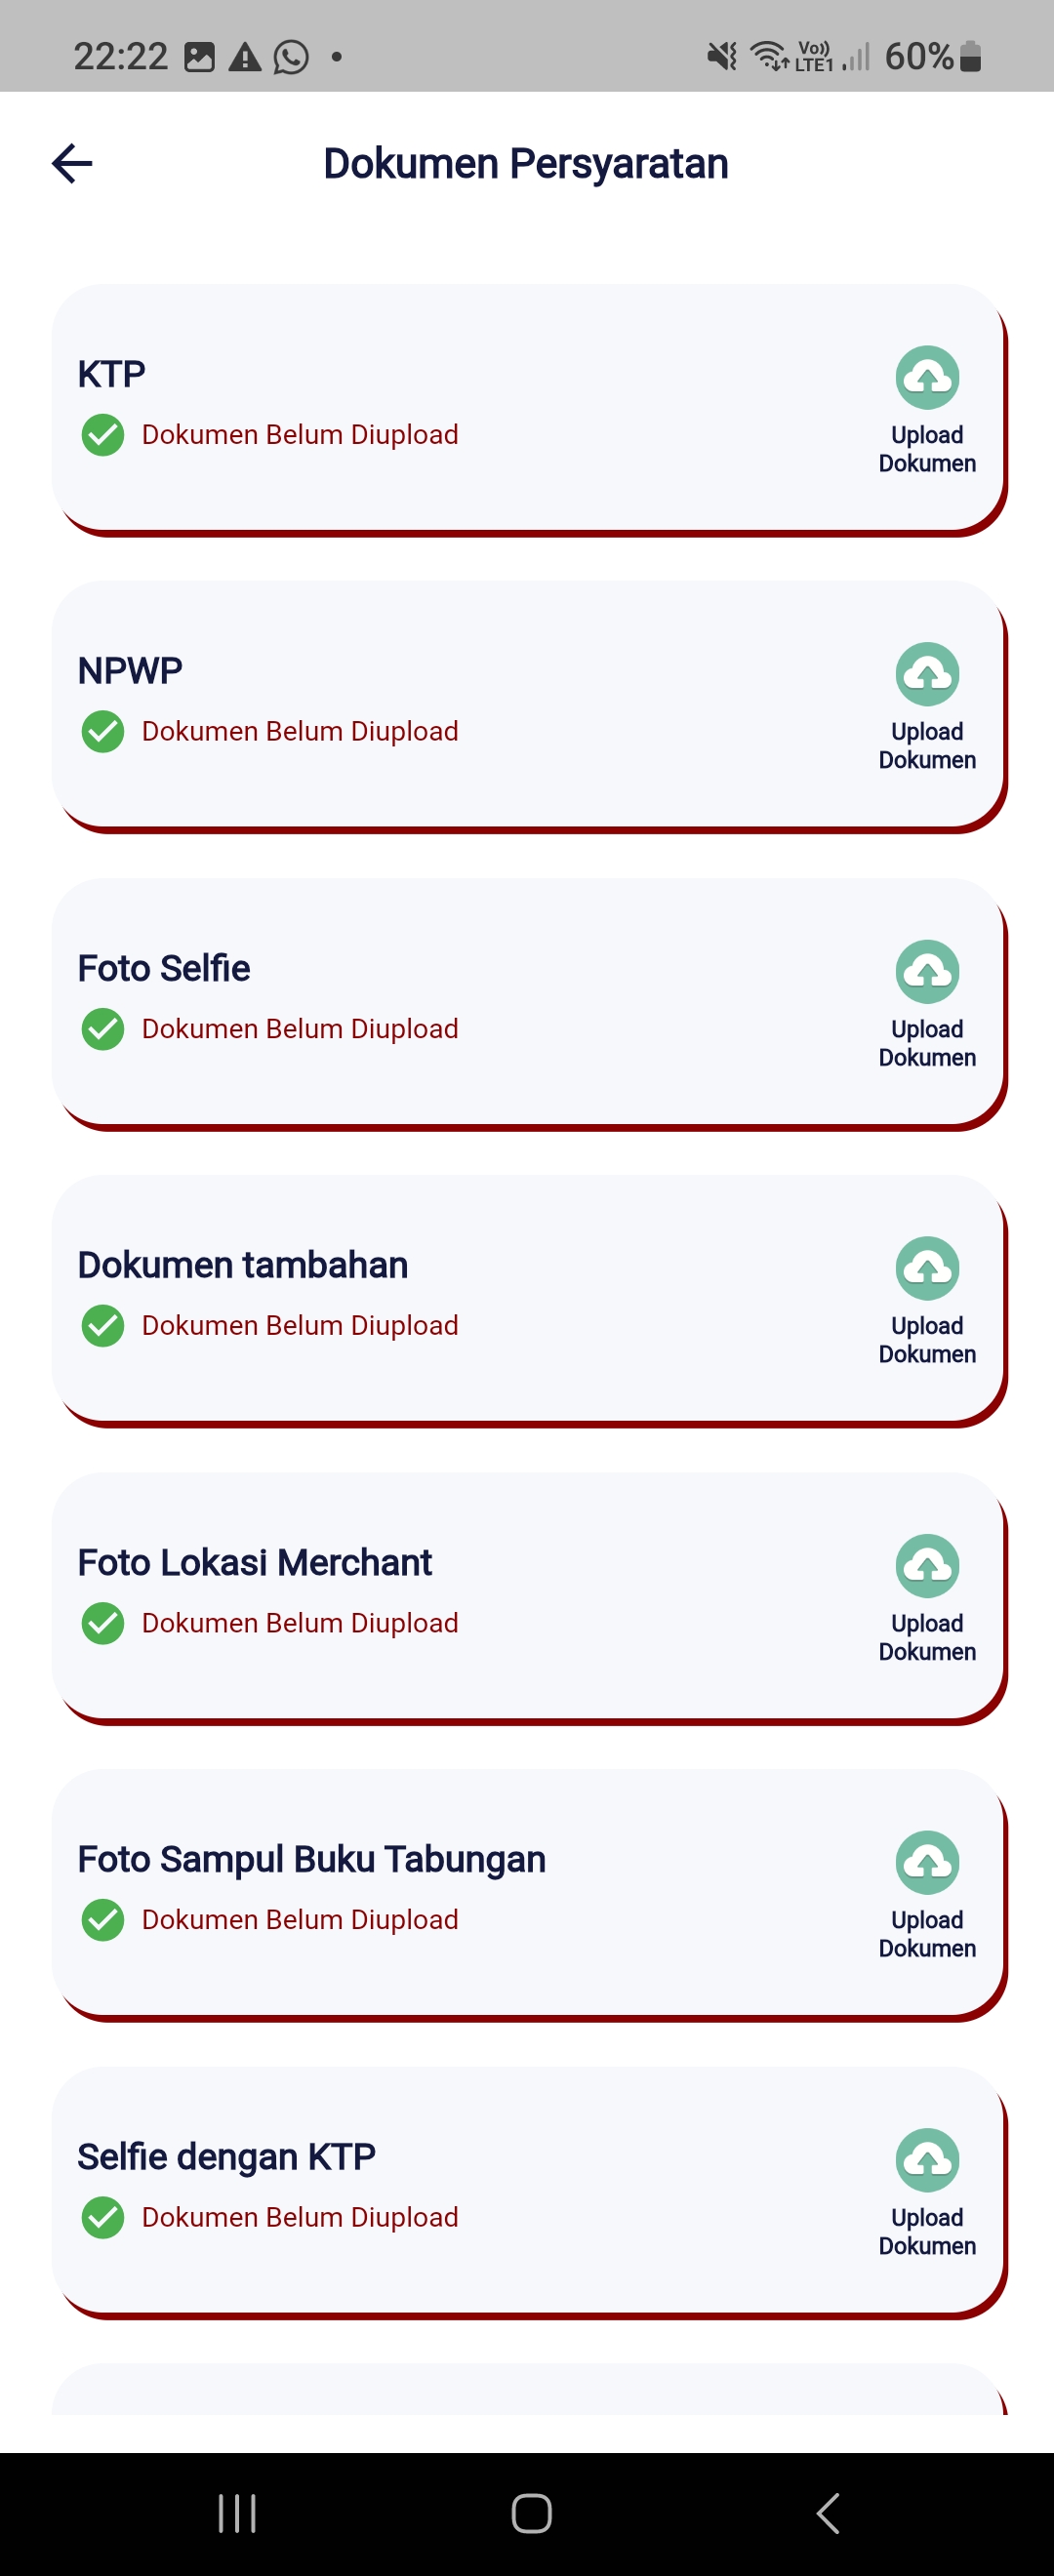 22:22
Vo))
LTE1
60%
Dokumen Persyaratan
KTP
Dokumen Belum Diupload
Upload
Dokumen
NPWP
Dokumen Belum Diupload
Upload
Dokumen
Foto Selfie
Dokumen Belum Diupload
Upload
Dokumen
Dokumen tambahan
Dokumen Belum Diupload
Upload
Dokumen
Foto Lokasi Merchant
Dokumen Belum Diupload
Upload
Dokumen
Foto Sampul Buku Tabungan
Dokumen Belum Diupload
Upload
Dokumen
Selfie dengan KTP
Dokumen Belum Diupload
Upload
Dokumen